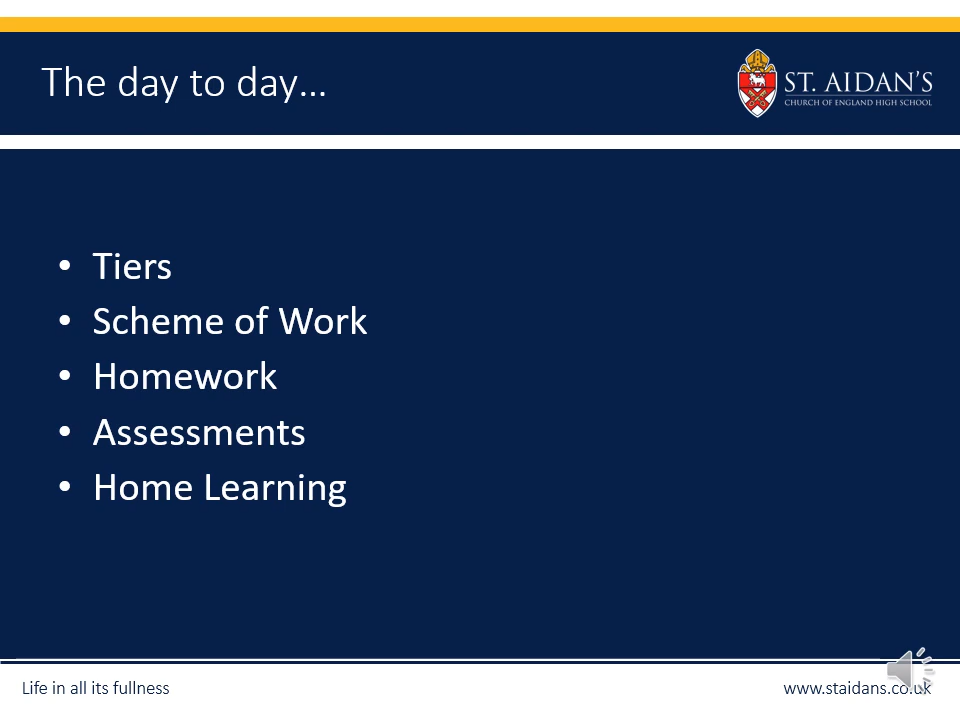 The day to day…
ST. AIDAN'S
CHURCH OF ENGLAND HIGH SCHOOL
• Tiers
• Scheme of Work
• Homework
• Assessments
• Home Learning
Life in all its fullness
www.staidans.co.uk